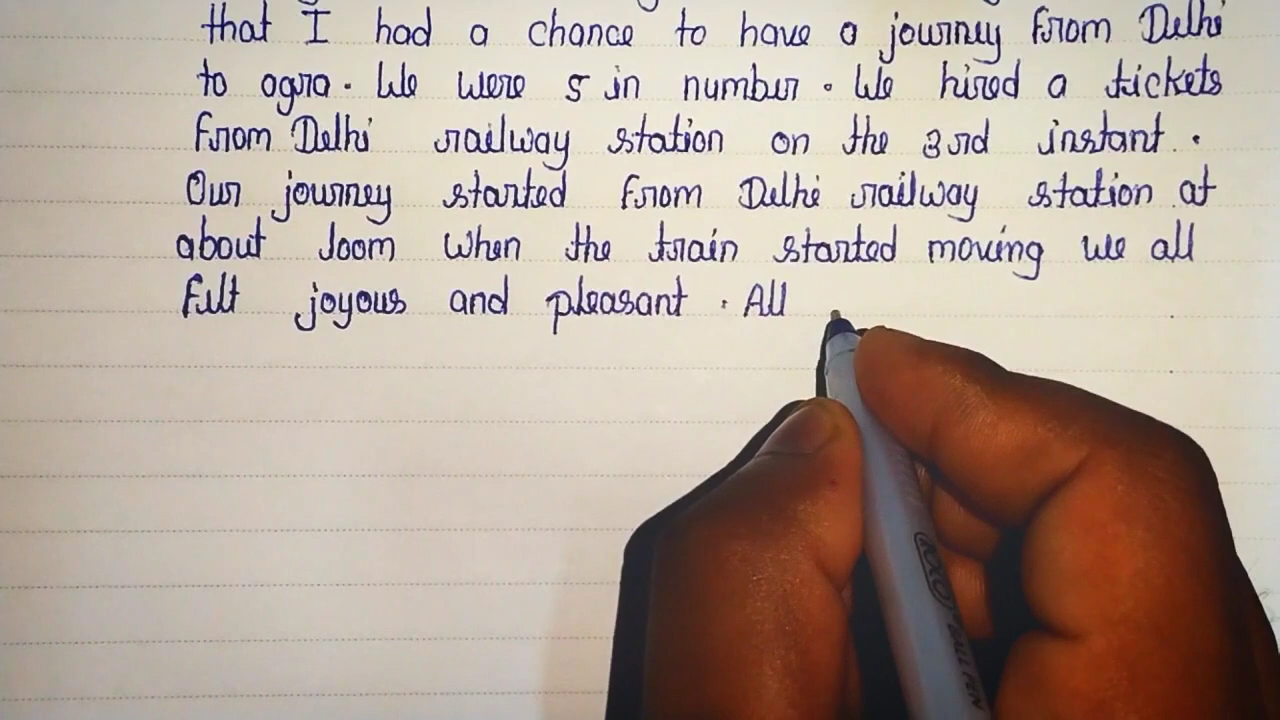 that I had a chance to have a journey from Delhi
to agra. We were 5 in number. We hired a tickets
from Delhi railway station on the 3rd instant.
Our journey started from Delhi railway station at
about when the train started moving we all
felt joyous and pleasant. All
BALL PEN